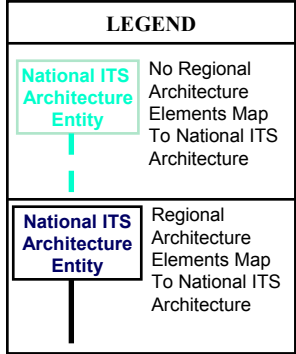 LEGEND
National ITS
Architecture
Entity
No Regional
Architecture
Elements Map
To National ITS
Architecture
National ITS
Architecture
Entity
Regional
Architecture
Elements Map
To National ITS
Architecture